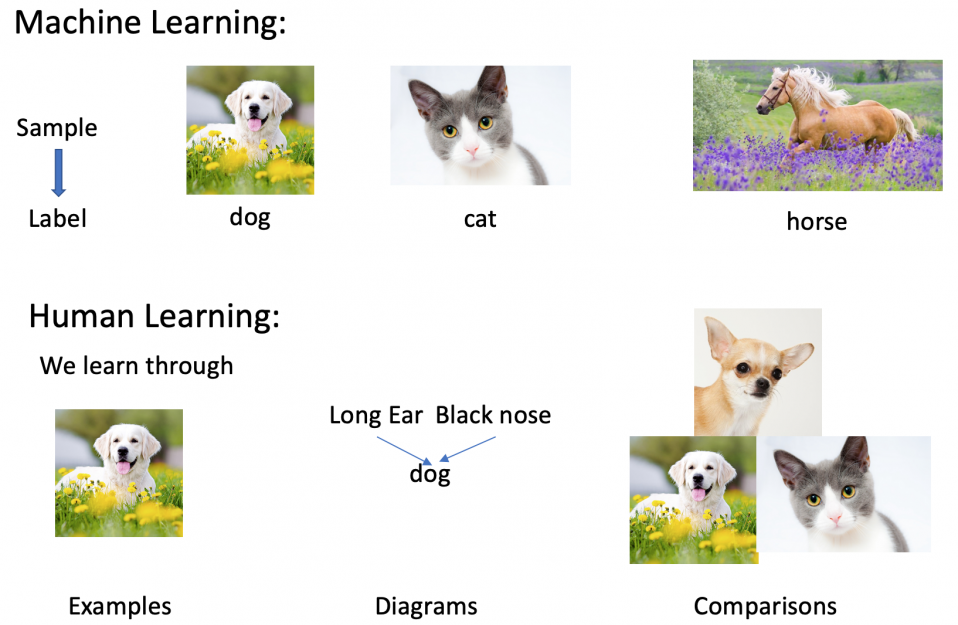 Machine Learning:
Sample
Label
dog
cat
horse
Human Learning:
We learn through
Long Ear Black nose
dog
Examples
Diagrams
Comparisons